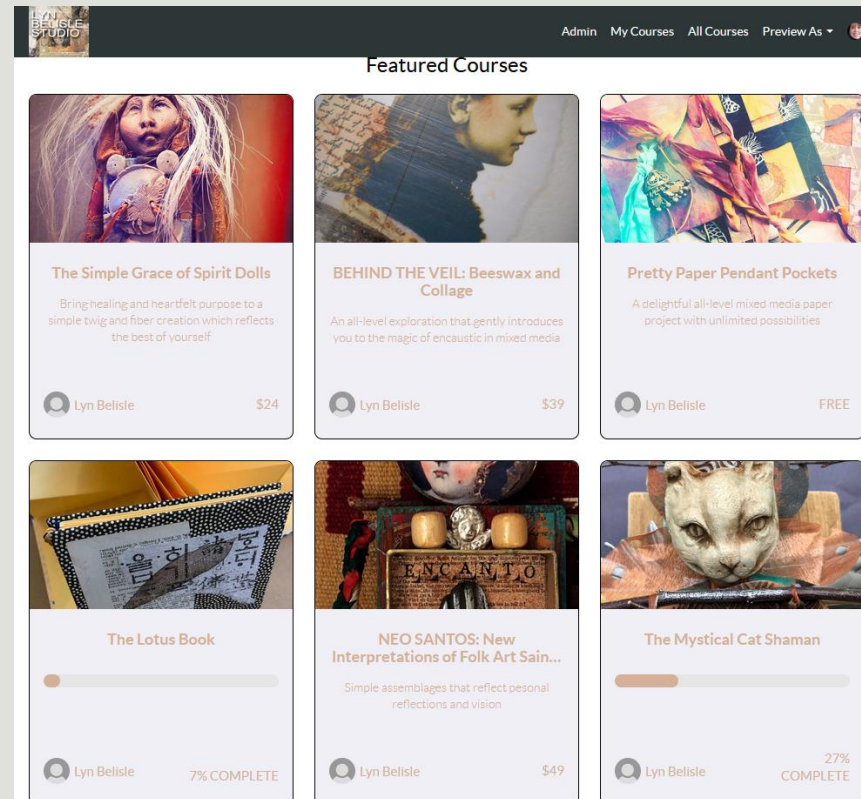 LYN
BELISLE
STUDIO
Admin My Courses All Courses Preview As
Featured Courses
The Simple Grace of Spirit Dolls
Bring healing and heartfelt purpose to a
simple twig and fiber creation which reflects
the best of yourself
Lyn Belisle $24
BEHIND THE VEIL: Beeswax and
Collage
An all-level exploration that gently introduces
you to the magic of encaustic in mixed media
Lyn Belisle $39
Pretty Paper Pendant Pockets
A delightful all-level mixed media paper
project with unlimited possibilities
Lyn Belisle FREE
The Lotus Book
Lyn Belisle 7% COMPLETE
ENCANTO
NEO SANTOS: New
Interpretations of Folk Art Sain...
Simple assemblages that reflect pesonal
reflections and vision
Lyn Belisle $49
The Mystical Cat Shaman
Lyn Belisle 27%
COMPLETE